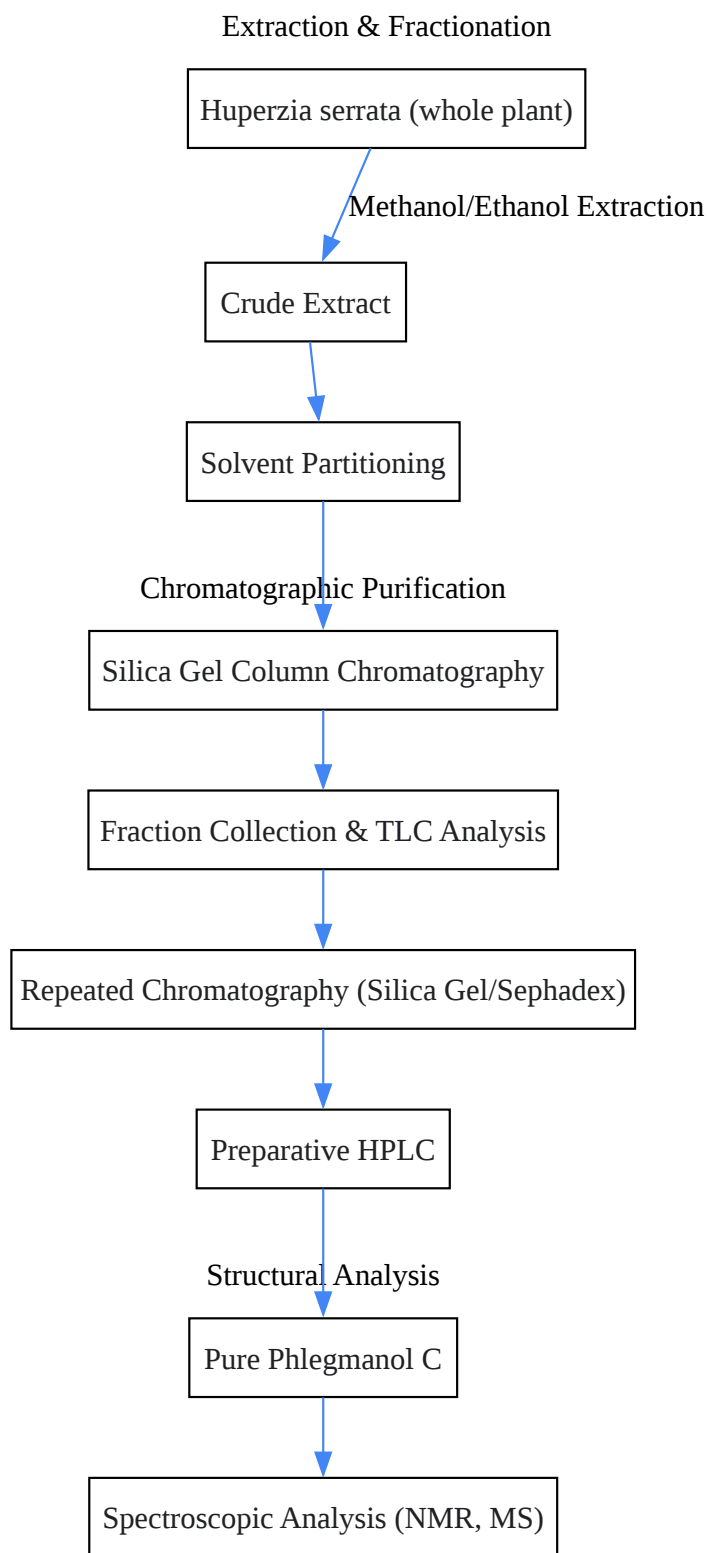 Extraction & Fractionation
Huperzia serrata (whole plant)
Methanol/Ethanol Extraction
Crude Extract
Solvent Partitioning
Chromatographic Purification
Silica Gel Column Chromatography
Fraction Collection & TLC Analysis
Repeated Chromatography (Silica Gel/Sephadex)
Preparative HPLC
Structural Analysis
Pure Phlegmanol C
Spectroscopic Analysis (NMR, MS)